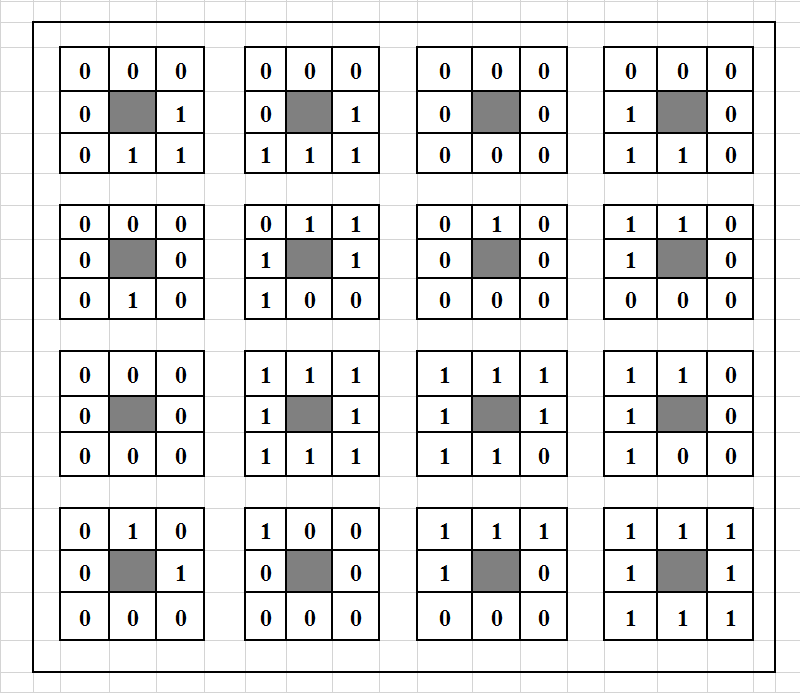 0 0 0 0 0 0 0 0 0 0 0 0
0 1 0 1 0 0 1 0
0 1 1 1 1 1 0 0 0 1 1 0
0 0 0 0 1 1 0 1 0 1 1 0
0 0 1 1 0 0 1 0
0 1 0 1 0 0 0 0 0 0 0 0
0 0 0 1 1 1 1 1 1 1 1 0
0 0 1 1 1 1 1 0
0 0 0 1 1 1 1 1 0 1 0 0
0 1 0 1 0 0 1 1 1 1 1 1
0 1 0 0 1 0 1 1
0 0 0 0 0 0 0 0 0 1 1 1